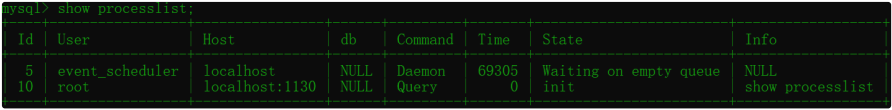 mysql> show processlist;
| Id | User | Host | db | Command | Time | State | Info |
| 5 | event_scheduler | localhost | NULL | Daemon | 69305 | Waiting on empty queue | NULL |
| 10 | root | localhost:1130 | NULL | Query | 0 | init | show processlist |